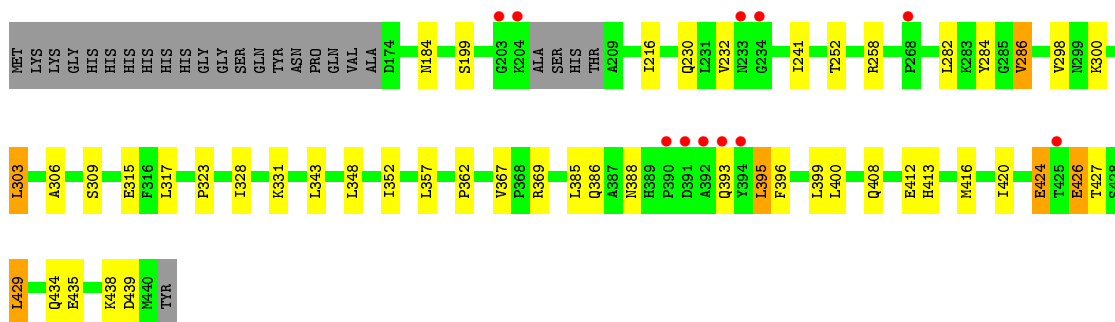 MET LYS LYS GLY HIS HIS HIS HIS HIS HIS GLY GLY SER GLN TYR ASN PRO GLN VAL ALA D174 N184 S199 G203 K204 ALA SER HIS THR A209 I216 Q230 L231 V232 N233 G234 I241 T252 R258 P268 L282 K283 Y284 G285 V286 V298 N299 K300
L303 A306 S309 E315 F316 L317 P323 I328 K331 L343 L348 I352 L357 P362 V367 P368 R369 L385 Q386 A387 N388 H389 P390 D391 A392 Q393 Y394 L395 F396 L399 L400 Q408 E412 H413 M416 I420 E424 T425 E426 T427 S428
L429 Q434 E435 K438 D439 M440 TYR